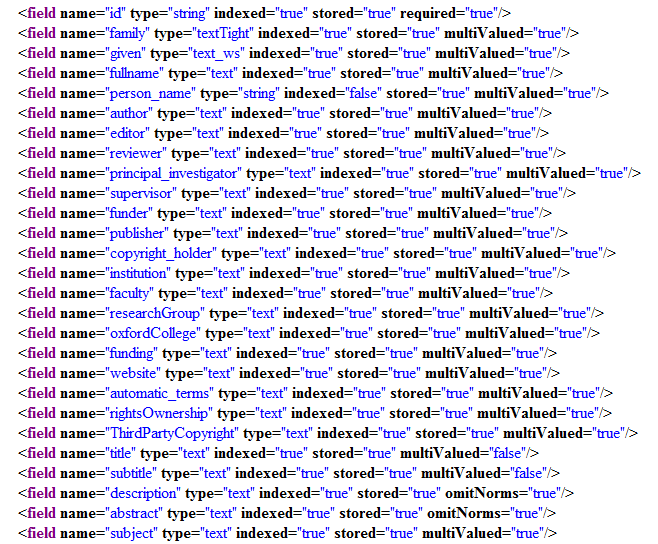 <field name="id" type="string" indexed="true" stored="true" required="true"/>
<field name="family" type="textTight" indexed="true" stored="true" multiValued="true"/>
<field name="given" type="text_ws" indexed="true" stored="true" multiValued="true"/>
<field name="fullname" type="text" indexed="true" stored="true" multiValued="true"/>
<field name="person_name" type="string" indexed="false" stored="true" multiValued="true"/>
<field name="author" type="text" indexed="true" stored="true" multiValued="true"/>
<field name="editor" type="text" indexed="true" stored="true" multiValued="true"/>
<field name="reviewer" type="text" indexed="true" stored="true" multiValued="true"/>
<field name="principal_investigator" type="text" indexed="true" stored="true" multiValued="true"/>
<field name="supervisor" type="text" indexed="true" stored="true" multiValued="true"/>
<field name="funder" type="text" indexed="true" stored="true" multiValued="true"/>
<field name="publisher" type="text" indexed="true" stored="true" multiValued="true"/>
<field name="copyright_holder" type="text" indexed="true" stored="true" multiValued="true"/>
<field name="institution" type="text" indexed="true" stored="true" multiValued="true"/>
<field name="faculty" type="text" indexed="true" stored="true" multiValued="true"/>
<field name="researchGroup" type="text" indexed="true" stored="true" multiValued="true"/>
<field name="oxfordCollege" type="text" indexed="true" stored="true" multiValued="true"/>
<field name="funding" type="text" indexed="true" stored="true" multiValued="true"/>
<field name="website" type="text" indexed="true" stored="true" multiValued="true"/>
<field name="automatic_terms" type="text" indexed="true" stored="true" multiValued="true"/>
<field name="rightsOwnership" type="text" indexed="true" stored="true" multiValued="true"/>
<field name="ThirdPartyCopyright" type="text" indexed="true" stored="true" multiValued="true"/>
<field name="title" type="text" indexed="true" stored="true" multiValued="false"/>
<field name="subtitle" type="text" indexed="true" stored="true" multiValued="false"/>
<field name="description" type="text" indexed="true" stored="true" omitNorms="true"/>
<field name="abstract" type="text" indexed="true" stored="true" omitNorms="true"/>
<field name="subject" type="text" indexed="true" stored="true" multiValued="true"/>